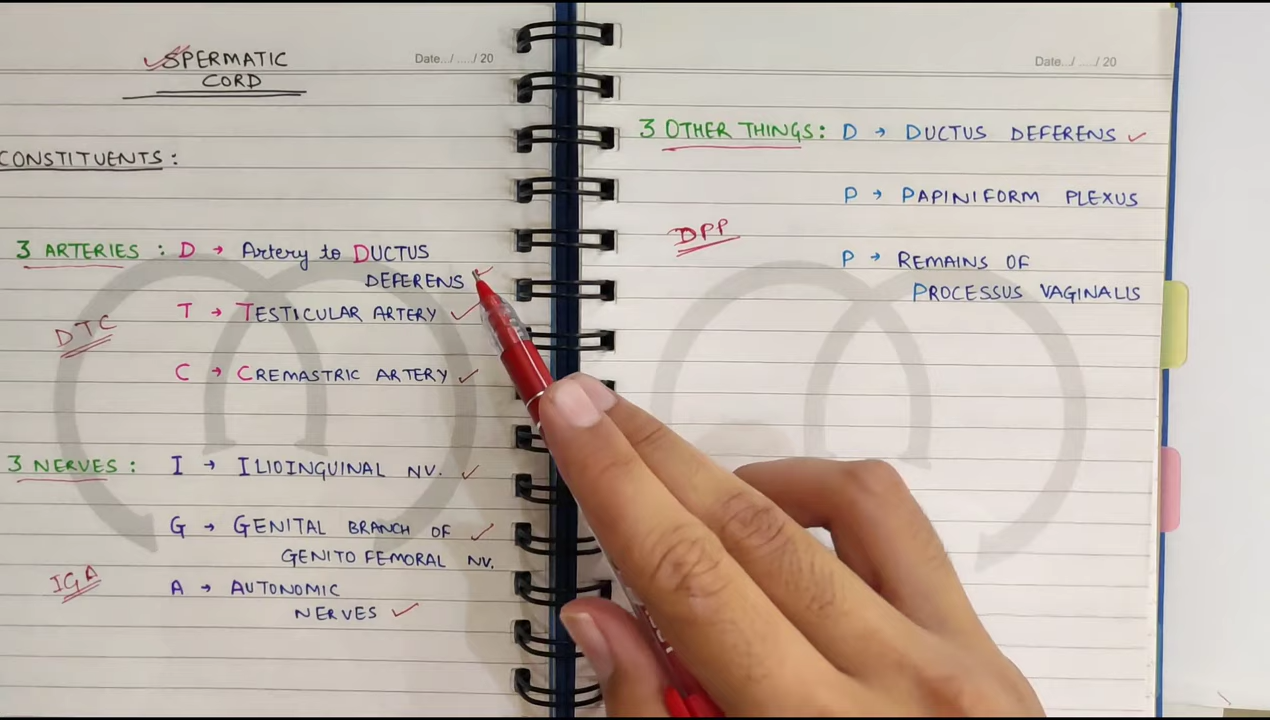 SPERMATIC
CORD
Date.../...../ 20
CONSTITUENTS :
3 ARTERIES : D → Artery to DUCTUS
DEFERENS
T → TESTICULAR ARTERY
DTC
C → CREMASTRIC ARTERY
3 NERVES : I → ILIOINGUINAL NV.
G → GENITAL BRANCH OF
GENITO FEMORAL NV.
IGA
A → AUTONOMIC
NERVES
Date.../...../ 20
3 OTHER THINGS : D → DUCTUS DEFERENS
P → PAPINIFORM PLEXUS
DPP
P → REMAINS OF
PROCESSUS VAGINALIS